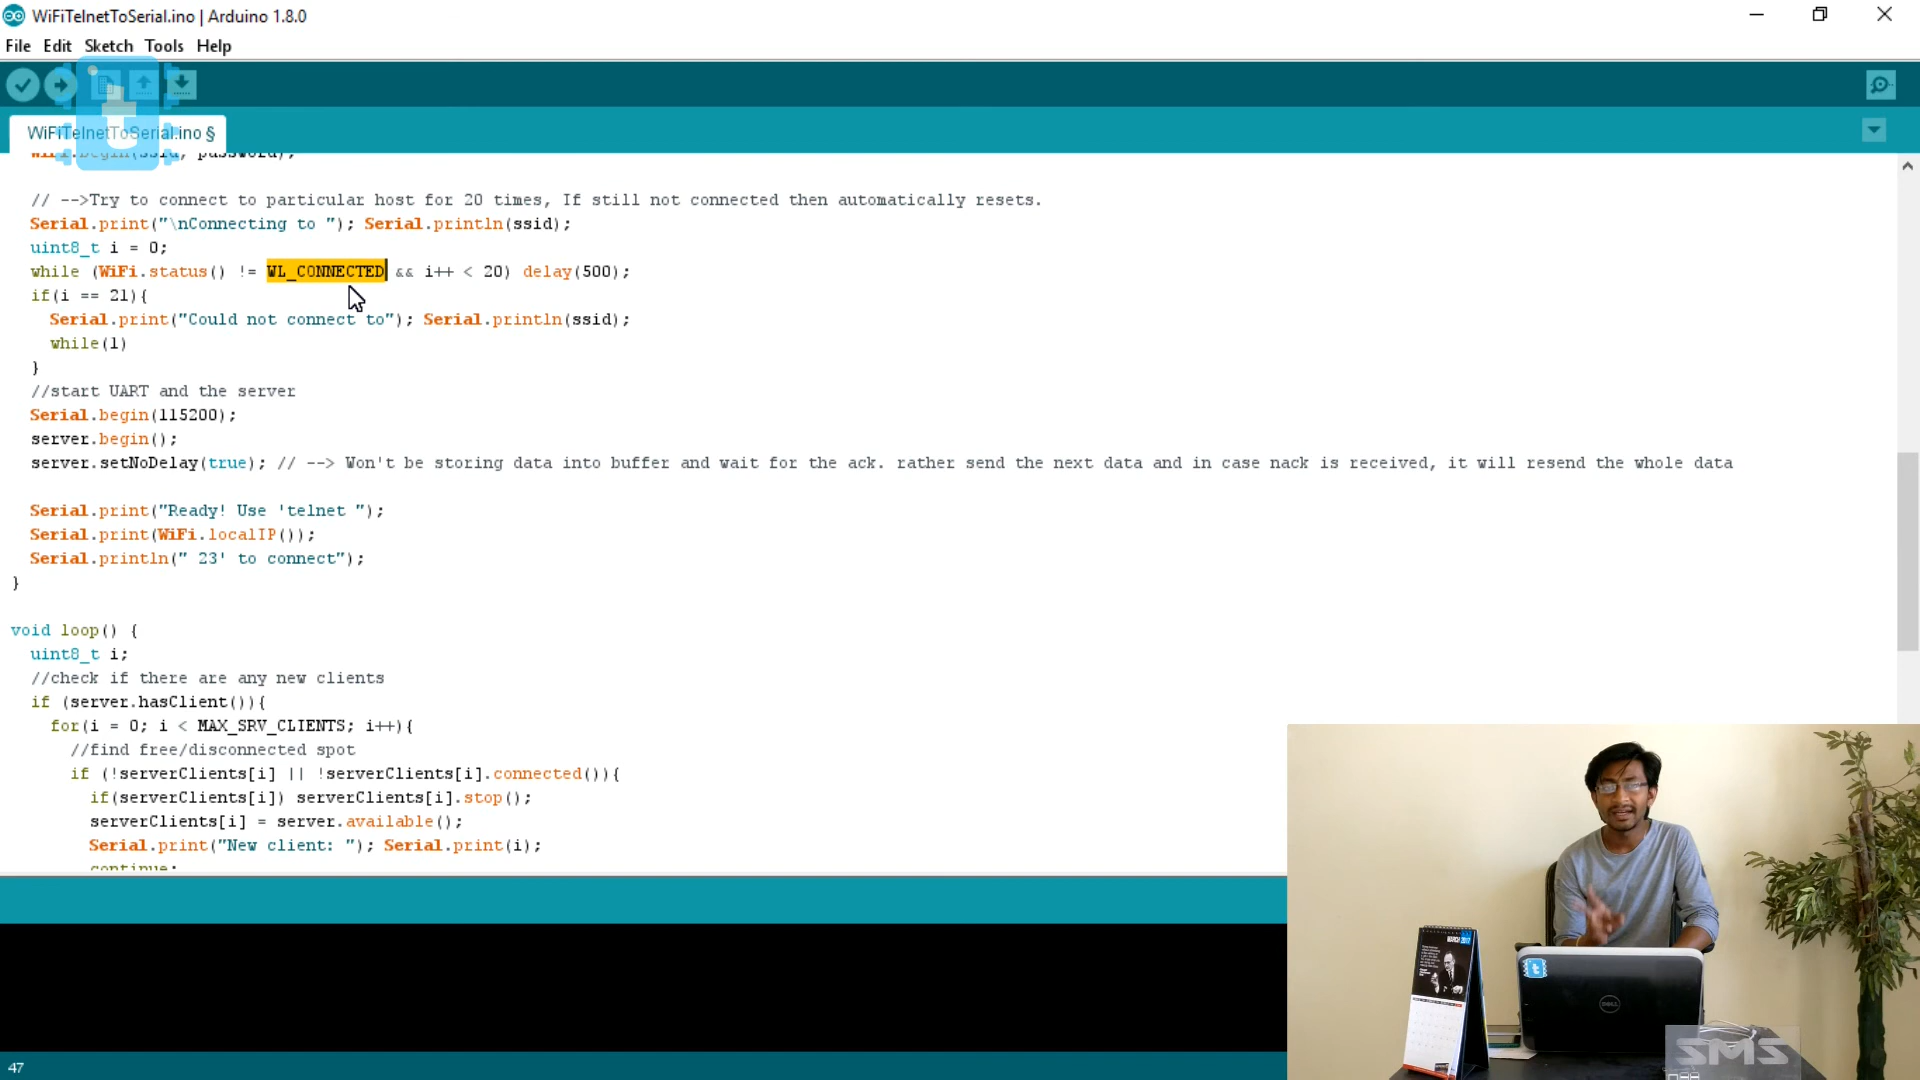 WiFiTelnetToSerial.ino | Arduino 1.8.0
File Edit Sketch Tools Help
WiFiTelnetToSerial.ino §
WiFi.begin(ssid, password);
// -->Try to connect to particular host for 20 times, If still not connected then automatically resets.
Serial.print("\nConnecting to "); Serial.println(ssid);
uint8_t i = 0;
while (WiFi.status() != WL_CONNECTED && i++ < 20) delay(500);
if(i == 21){
Serial.print("Could not connect to"); Serial.println(ssid);
while(1)
}
//start UART and the server
Serial.begin(115200);
server.begin();
server.setNoDelay(true); // --> Won't be storing data into buffer and wait for the ack. rather send the next data and in case nack is received, it will resend the whole data
Serial.print("Ready! Use 'telnet ");
Serial.print(WiFi.localIP());
Serial.println(" 23' to connect");
}
void loop() {
uint8_t i;
//check if there are any new clients
if (server.hasClient()){
for(i = 0; i < MAX_SRV_CLIENTS; i++){
//find free/disconnected spot
if (!serverClients[i] || !serverClients[i].connected()){
if(serverClients[i]) serverClients[i].stop();
serverClients[i] = server.available();
Serial.print("New client: "); Serial.print(i);
continue;
MARCH 2017
t
DELL
SMS
47